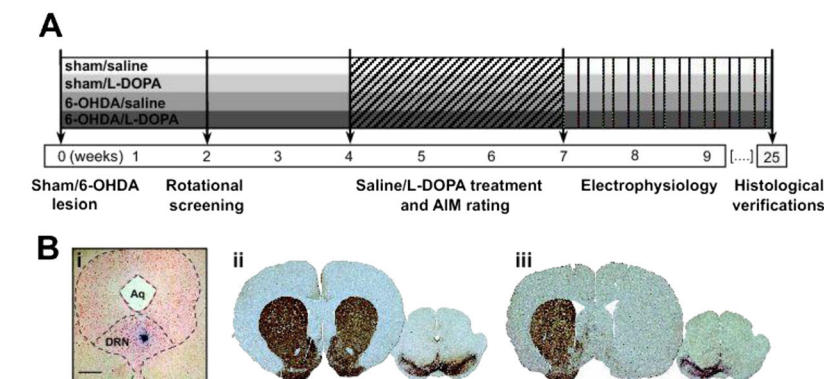 A
sham/saline
sham/L-DOPA
6-OHDA/saline
6-OHDA/L-DOPA
0 (weeks) 1 2 3 4 5 6 7 8 9 [....] 25
Sham/6-OHDA
lesion
Rotational
screening
Saline/L-DOPA treatment
and AIM rating
Electrophysiology
Histological
verifications
B
i
ii
iii
Aq
DRN